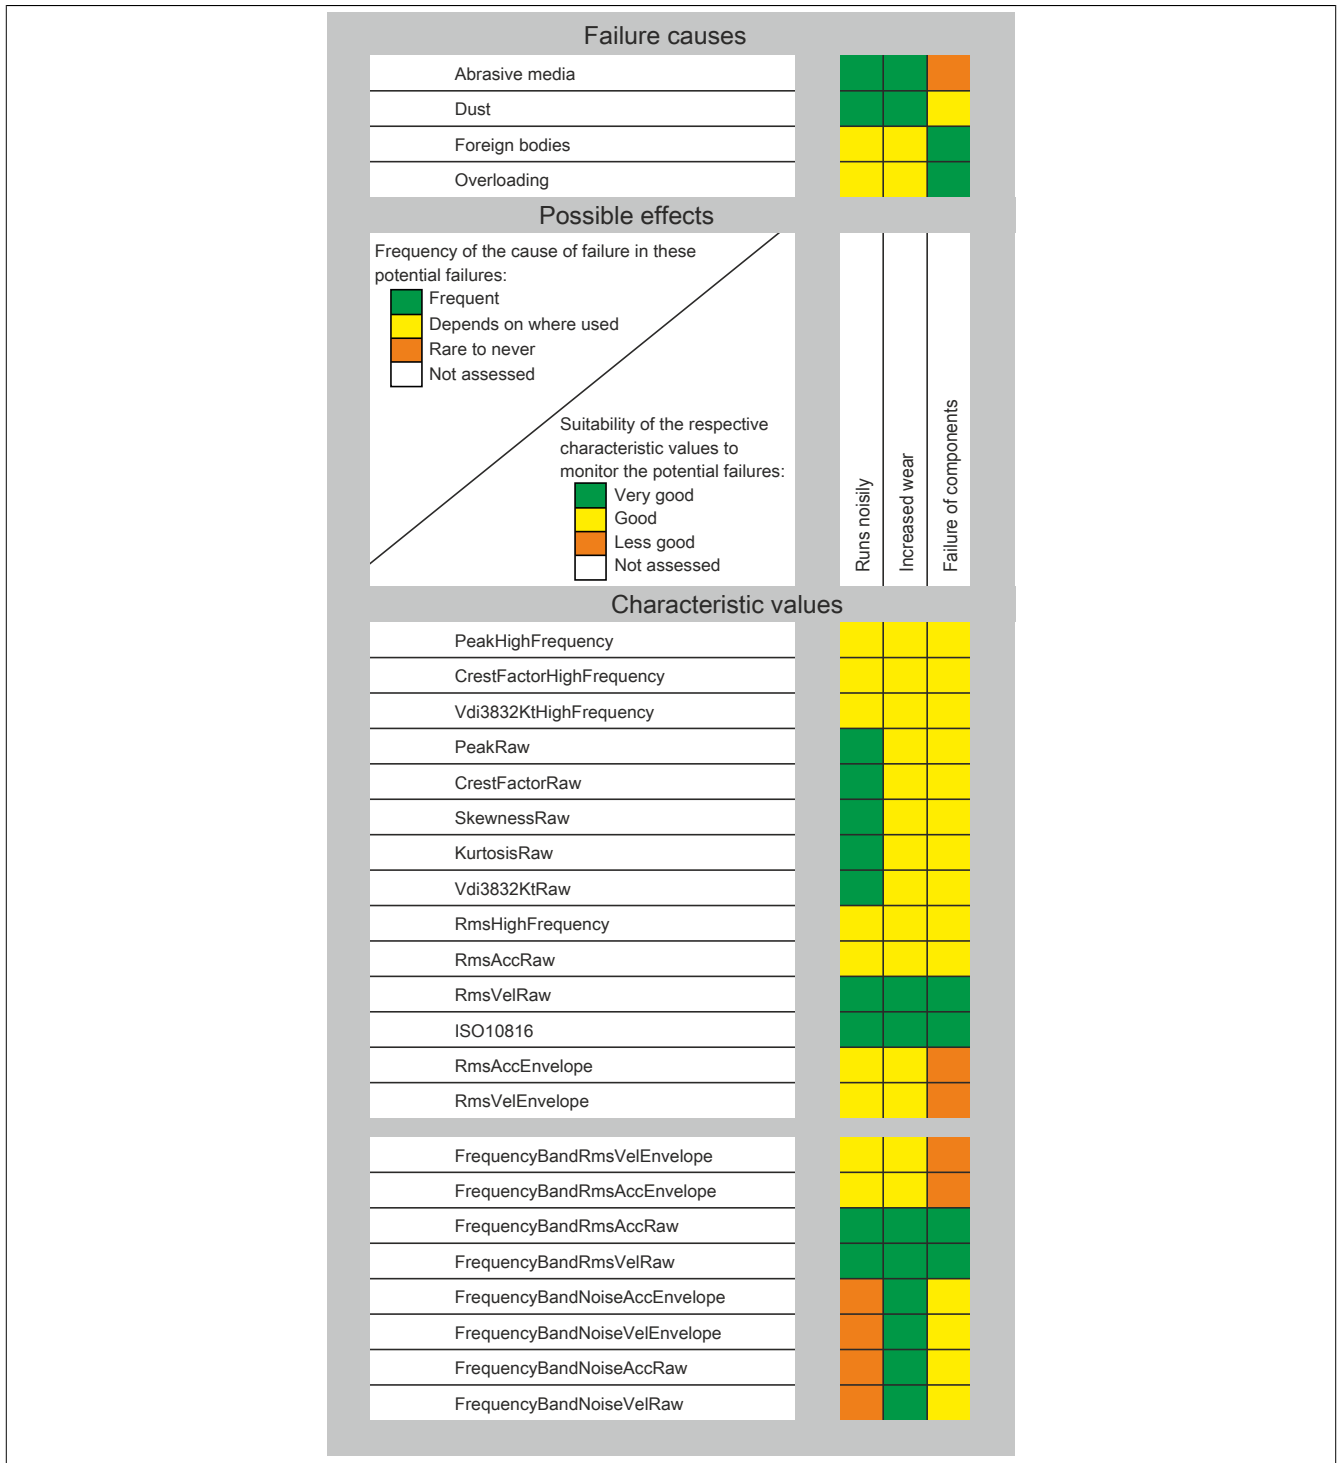 Failure causes
Abrasive media
Dust
Foreign bodies
Overloading
Possible effects
Frequency of the cause of failure in these
potential failures:
Frequent
Depends on where used
Rare to never
Not assessed
Suitability of the respective
characteristic values to
monitor the potential failures:
Very good
Good
Less good
Not assessed
Runs noisily
Increased wear
Failure of components
Characteristic values
PeakHighFrequency
CrestFactorHighFrequency
Vdi3832KtHighFrequency
PeakRaw
CrestFactorRaw
SkewnessRaw
KurtosisRaw
Vdi3832KtRaw
RmsHighFrequency
RmsAccRaw
RmsVelRaw
ISO10816
RmsAccEnvelope
RmsVelEnvelope
FrequencyBandRmsVelEnvelope
FrequencyBandRmsAccEnvelope
FrequencyBandRmsAccRaw
FrequencyBandRmsVelRaw
FrequencyBandNoiseAccEnvelope
FrequencyBandNoiseVelEnvelope
FrequencyBandNoiseAccRaw
FrequencyBandNoiseVelRaw